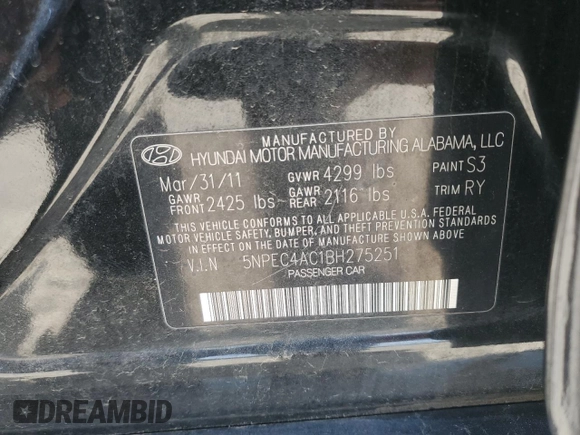 MANUFACTURED BY
HYUNDAI MOTOR MANUFACTURING ALABAMA, LLC
Mar/31/11 GVWR 4299 lbs PAINT S3
GAWR FRONT 2425 lbs GAWR REAR 2116 lbs TRIM RY
THIS VEHICLE CONFORMS TO ALL APPLICABLE U.S.A. FEDERAL
MOTOR VEHICLE SAFETY, BUMPER, AND THEFT PREVENTION STANDARDS
IN EFFECT ON THE DATE OF MANUFACTURE SHOWN ABOVE.
V.I.N 5NPEC4AC1BH275251
PASSENGER CAR
DREAMBID